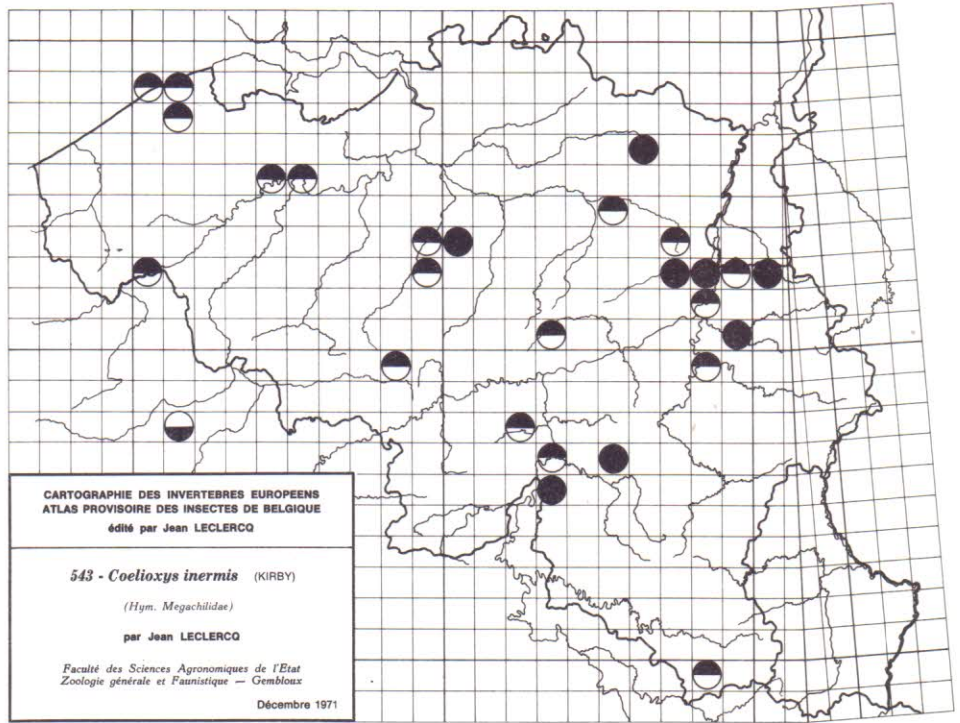 CARTOGRAPHIE DES INVERTEBRES EUROPEENS
ATLAS PROVISOIRE DES INSECTES DE BELGIQUE
édité par Jean LECLERCQ
543 - Coelioxys inermis (KIRBY)
(Hym. Megachilidae)
par Jean LECLERCQ
Faculté des Sciences Agronomiques de l'Etat
Zoologie générale et Faunistique — Gembloux
Décembre 1971